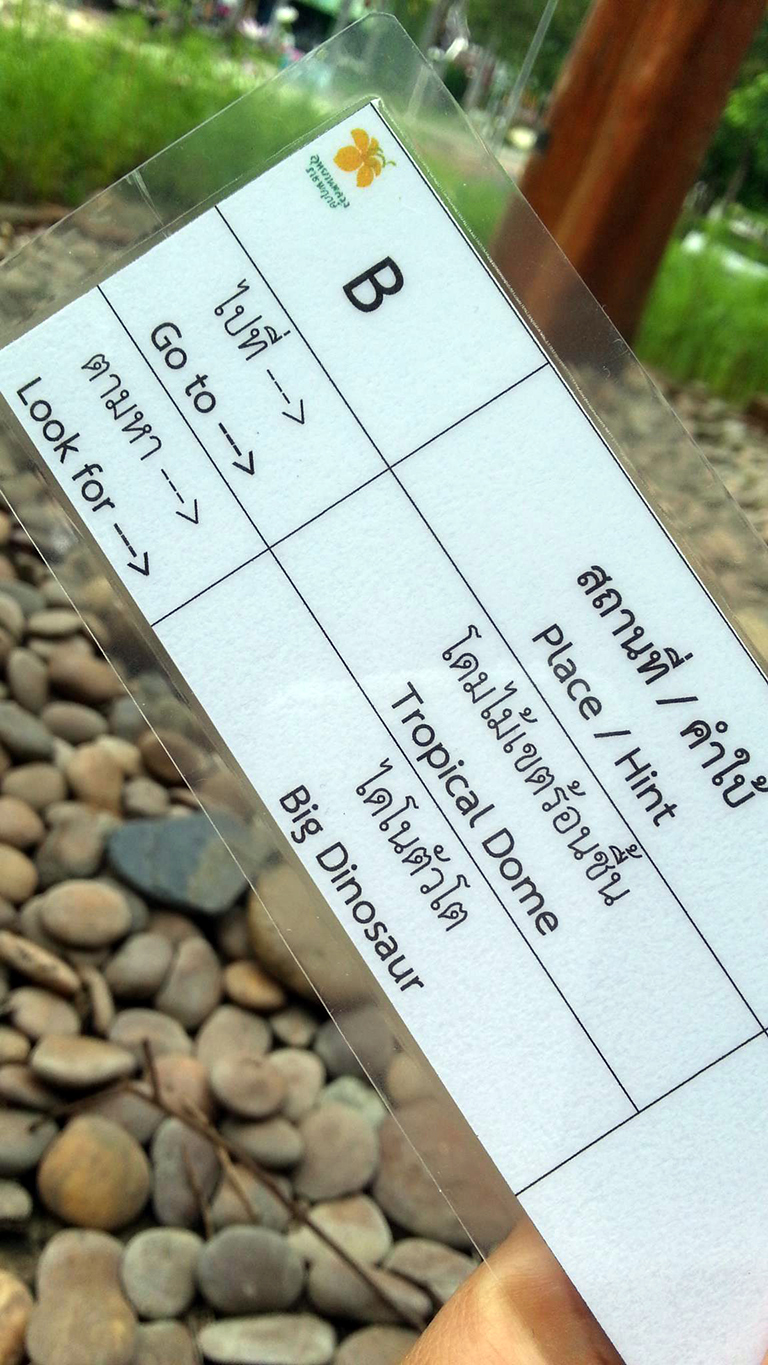 B
สถานที่ / คำใบ้
Place / Hint
ไปที่ --->
Go to --->
โดมไม้เขตร้อนชื้น
Tropical Dome
ตามหา --->
Look for --->
ไดโนตัวโต
Big Dinosaur